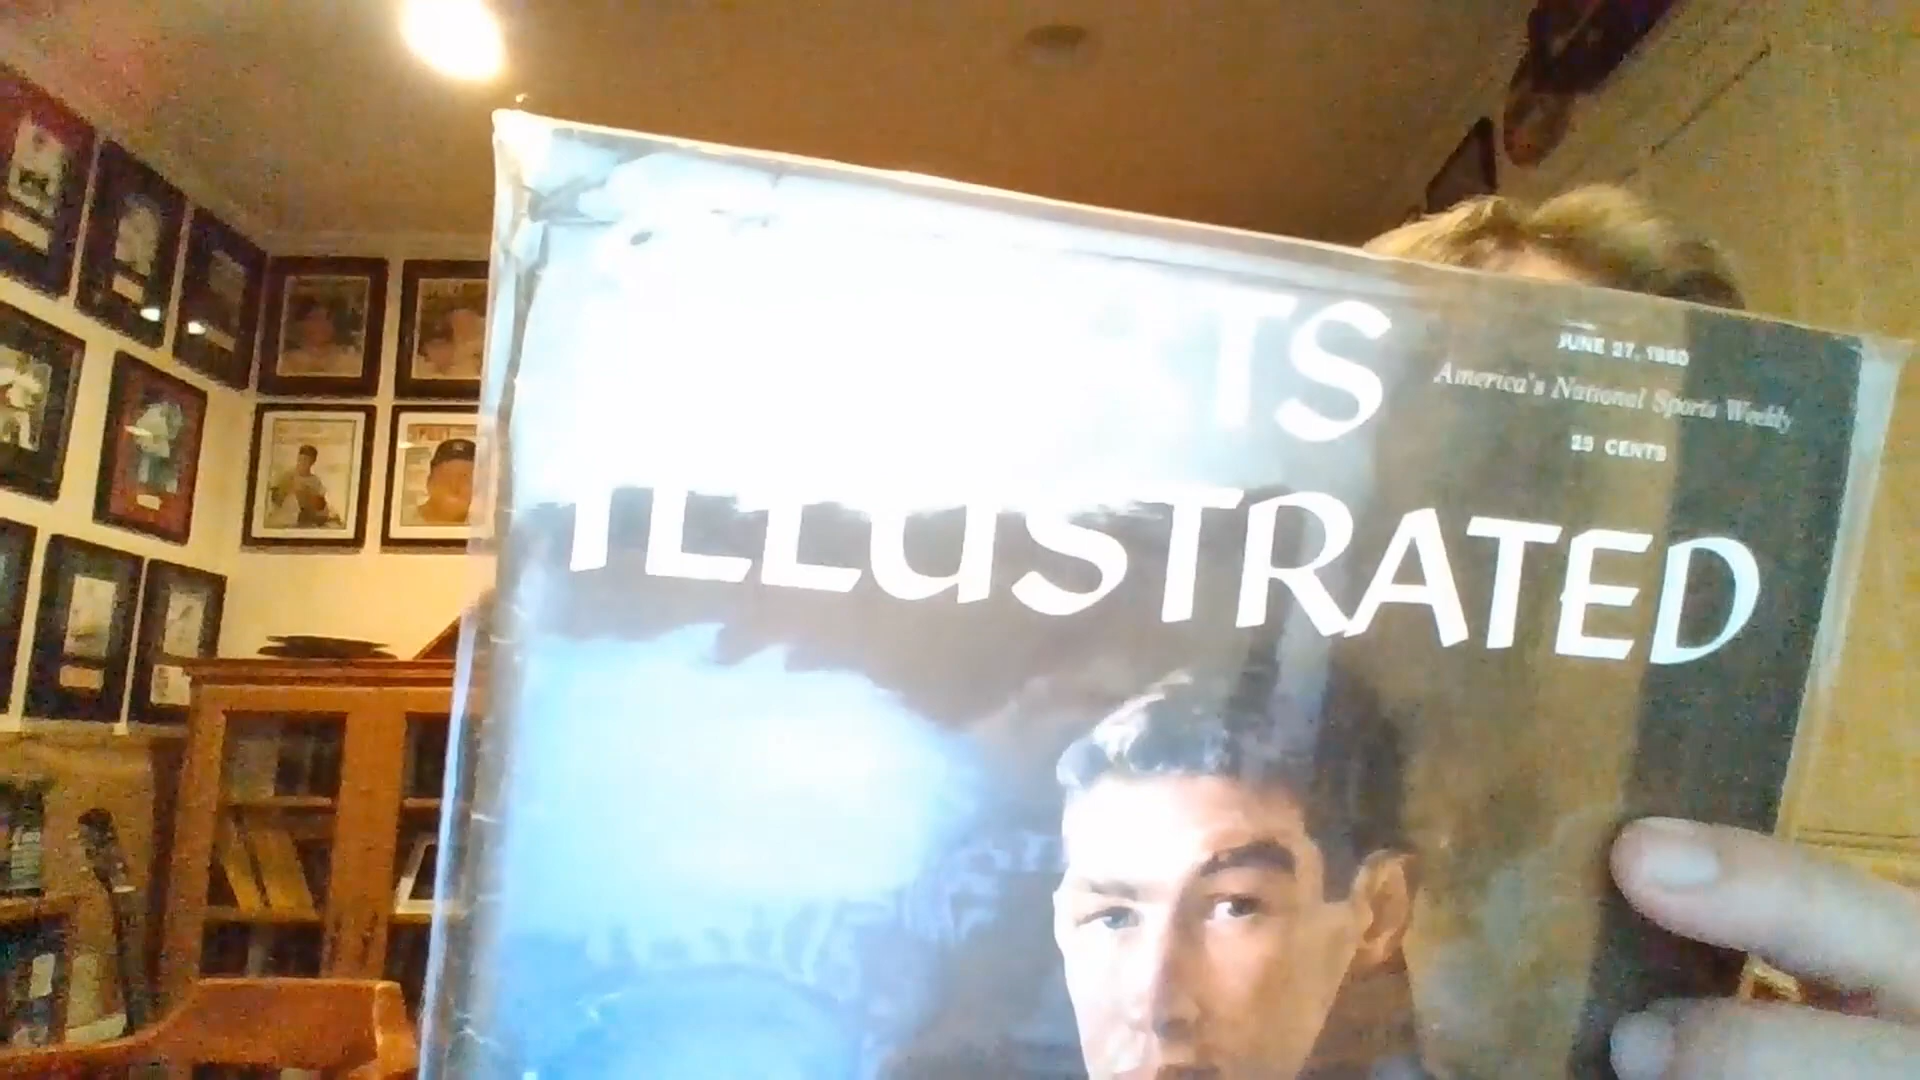 TS
JUNE 27, 1960
America's National Sports Weekly
25 CENTS
ILLUSTRATED